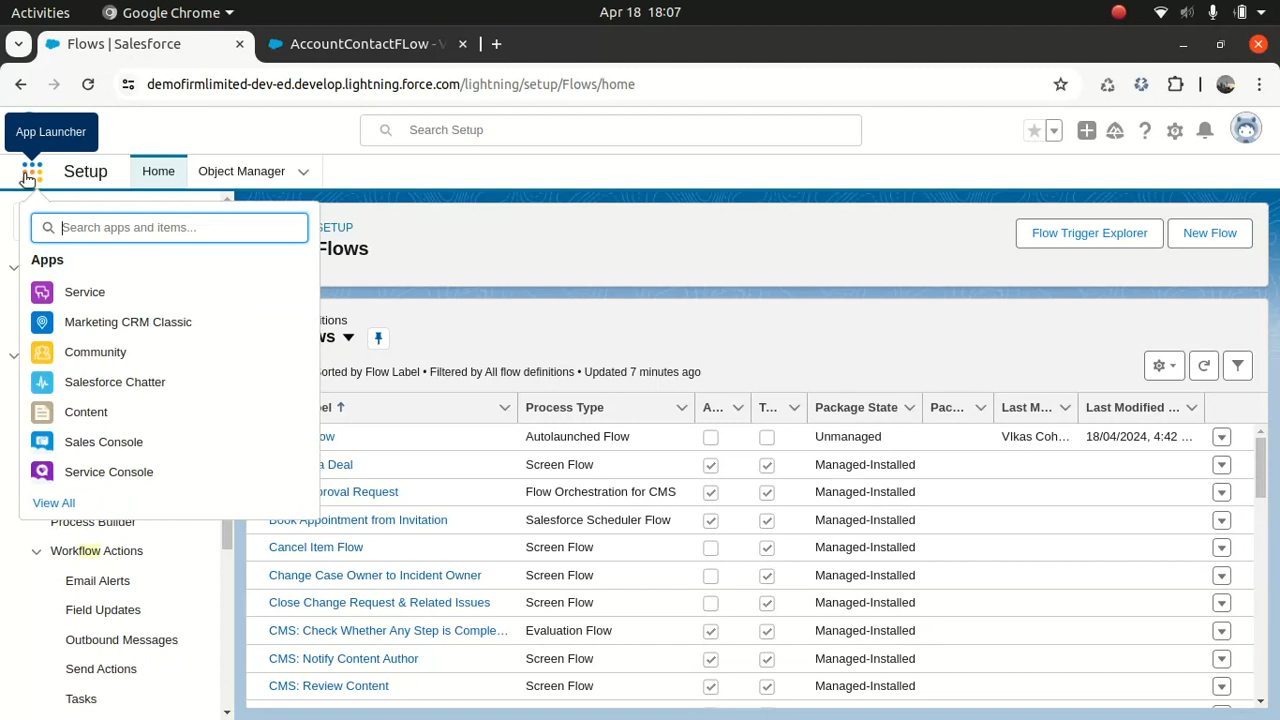 Activities
Google Chrome
Apr 18 18:07
Flows | Salesforce
AccountContactFLow - V
demofirmlimited-dev-ed.develop.lightning.force.com/lightning/setup/Flows/home
App Launcher
Search Setup
Setup
Home
Object Manager
Search apps and items...
Apps
Service
Marketing CRM Classic
Community
Salesforce Chatter
Content
Sales Console
Service Console
View All
Process Builder
Workflow Actions
Email Alerts
Field Updates
Outbound Messages
Send Actions
Tasks
SETUP
Flows
Flow Trigger Explorer
New Flow
itions
ws
Sorted by Flow Label • Filtered by All flow definitions • Updated 7 minutes ago
el
Process Type
A...
T...
Package State
Pac...
Last M...
Last Modified ...
ow
Autolaunched Flow
Unmanaged
VIkas Coh...
18/04/2024, 4:42 ...
a Deal
Screen Flow
Managed-Installed
proval Request
Flow Orchestration for CMS
Managed-Installed
Book Appointment from Invitation
Salesforce Scheduler Flow
Managed-Installed
Cancel Item Flow
Screen Flow
Managed-Installed
Change Case Owner to Incident Owner
Screen Flow
Managed-Installed
Close Change Request & Related Issues
Screen Flow
Managed-Installed
CMS: Check Whether Any Step is Comple...
Evaluation Flow
Managed-Installed
CMS: Notify Content Author
Screen Flow
Managed-Installed
CMS: Review Content
Screen Flow
Managed-Installed